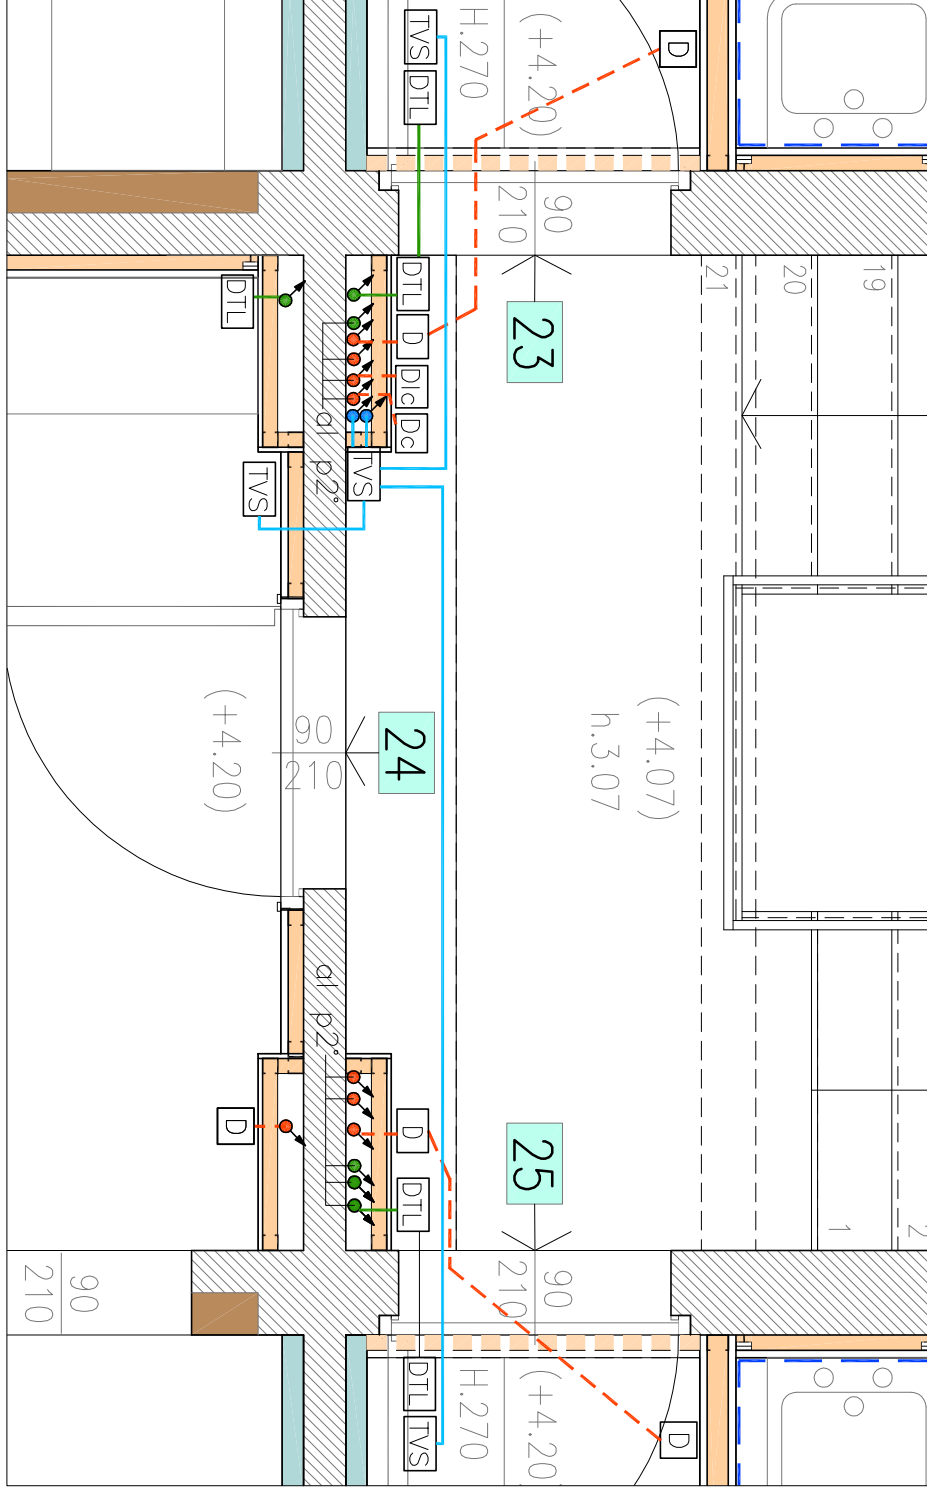 TVS
DTL
H.270
(+4.20)
D
90
210
DTL
DTL
D
Dlc
Dc
23
21
20
19
al p2°
TVS
TVS
(+4.20)
90
210
24
h.3.07
(+4.07)
al p2°
D
D
DTL
25
1
2
90
210
90
210
DTL
TVS
H.270
(+4.20)
D